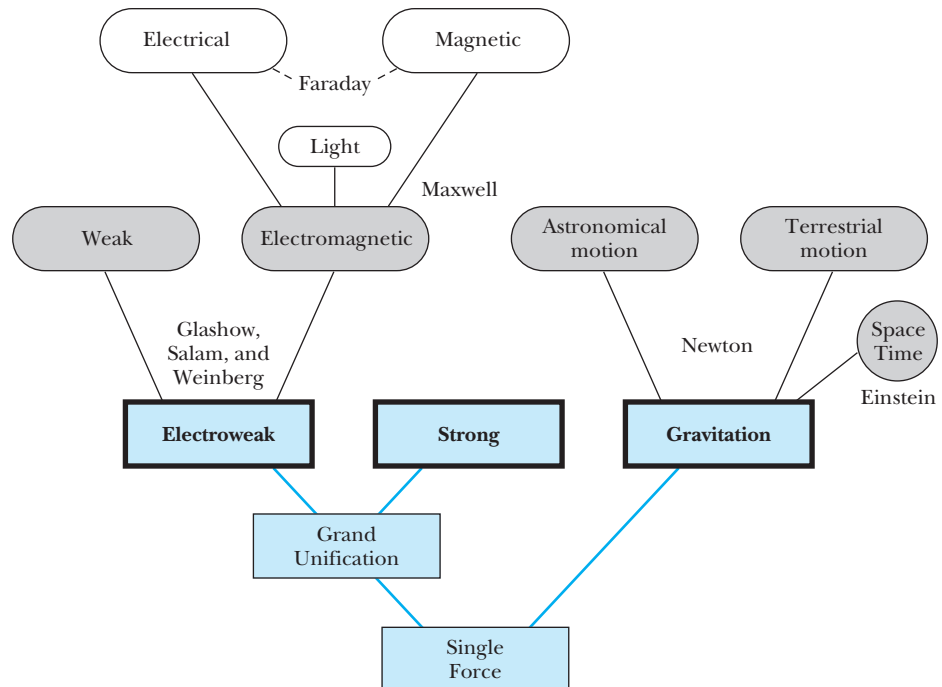 Electrical
Magnetic
Faraday
Light
Maxwell
Weak
Electromagnetic
Astronomical
motion
Terrestrial
motion
Glashow,
Salam, and
Weinberg
Newton
Space
Time
Einstein
Electroweak
Strong
Gravitation
Grand
Unification
Single
Force